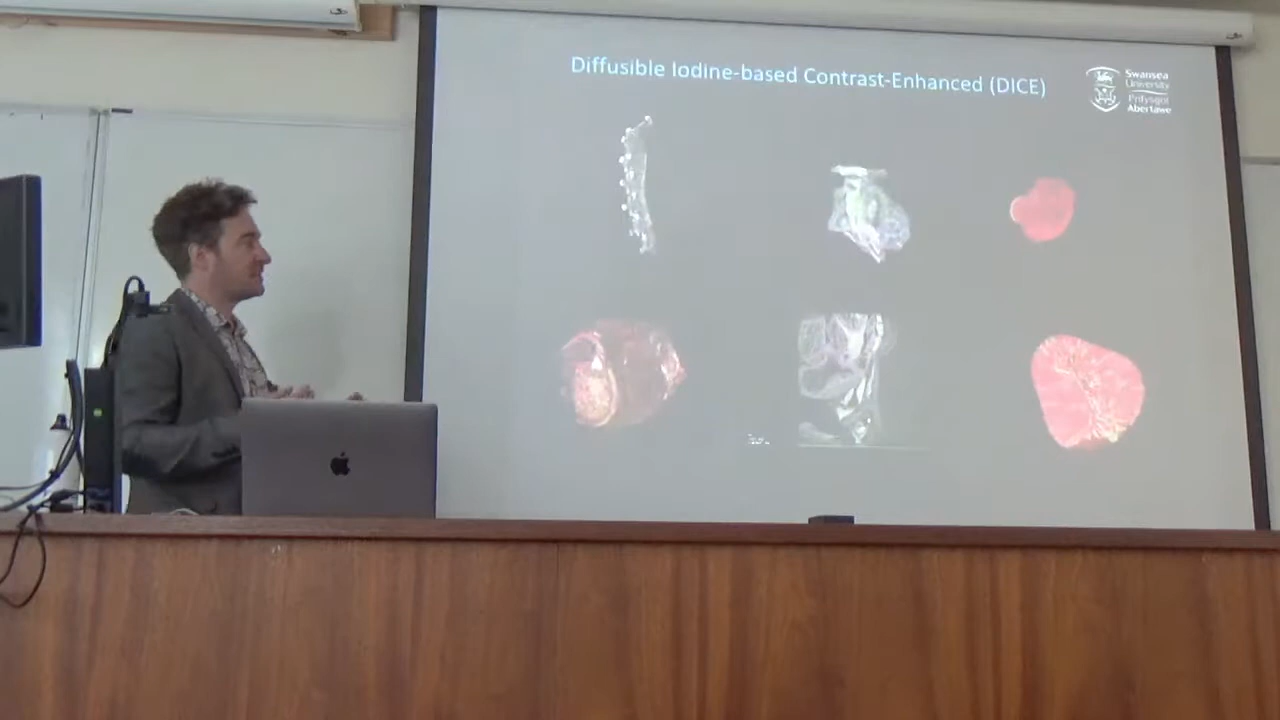 Diffusible Iodine-based Contrast-Enhanced (DICE)
Swansea
University
Prifysgol
Abertawe